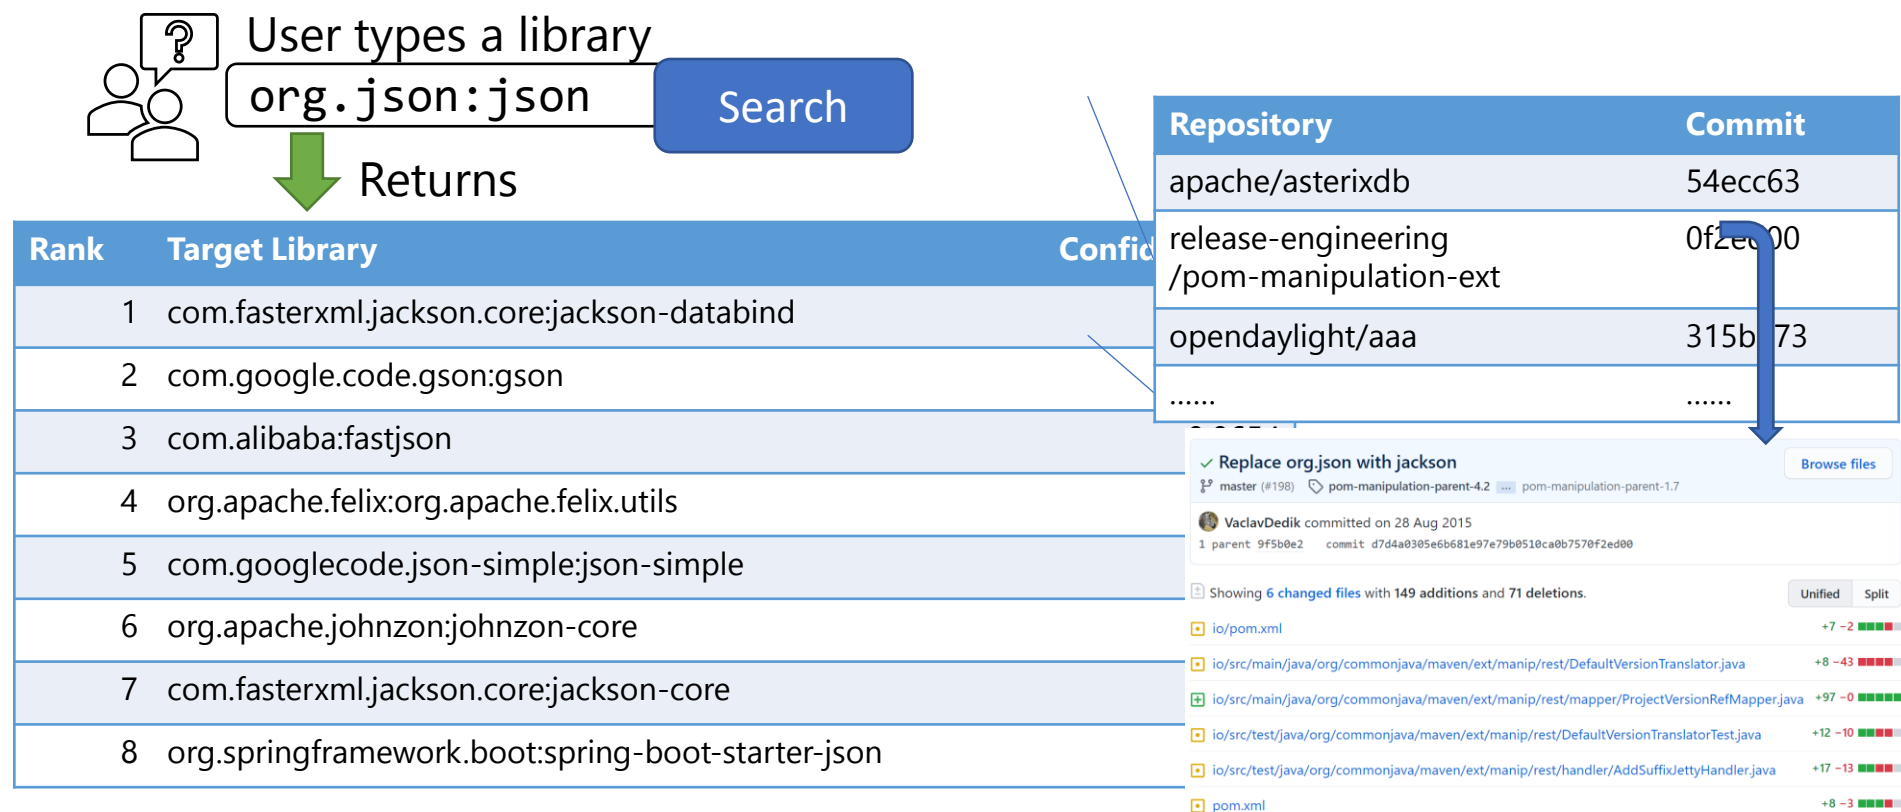 User types a library
org.json:json
Search
Returns
Rank Target Library
1 com.fasterxml.jackson.core:jackson-databind
2 com.google.code.gson:gson
3 com.alibaba:fastjson
4 org.apache.felix:org.apache.felix.utils
5 com.googlecode.json-simple:json-simple
6 org.apache.johnzon:johnzon-core
7 com.fasterxml.jackson.core:jackson-core
8 org.springframework.boot:spring-boot-starter-json
Repository Commit
apache/asterixdb 54ecc63
release-engineering
/pom-manipulation-ext
opendaylight/aaa
...... ......
Replace org.json with jackson
Browse files
master (#198) pom-manipulation-parent-4.2 ... pom-manipulation-parent-1.7
VaclavDedik committed on 28 Aug 2015
1 parent 9f5b0e2 commit d7d4a0305e6b681e97e79b0510ca0b7570f2ed00
Showing 6 changed files with 149 additions and 71 deletions.
Unified Split
io/pom.xml +7 −2
io/src/main/java/org/commonjava/maven/ext/manip/rest/DefaultVersionTranslator.java +8 −43
io/src/main/java/org/commonjava/maven/ext/manip/rest/mapper/ProjectVersionRefMapper.java +97 −0
io/src/test/java/org/commonjava/maven/ext/manip/rest/DefaultVersionTranslatorTest.java +12 −10
io/src/test/java/org/commonjava/maven/ext/manip/rest/handler/AddSuffixJettyHandler.java +17 −13
pom.xml +8 −3